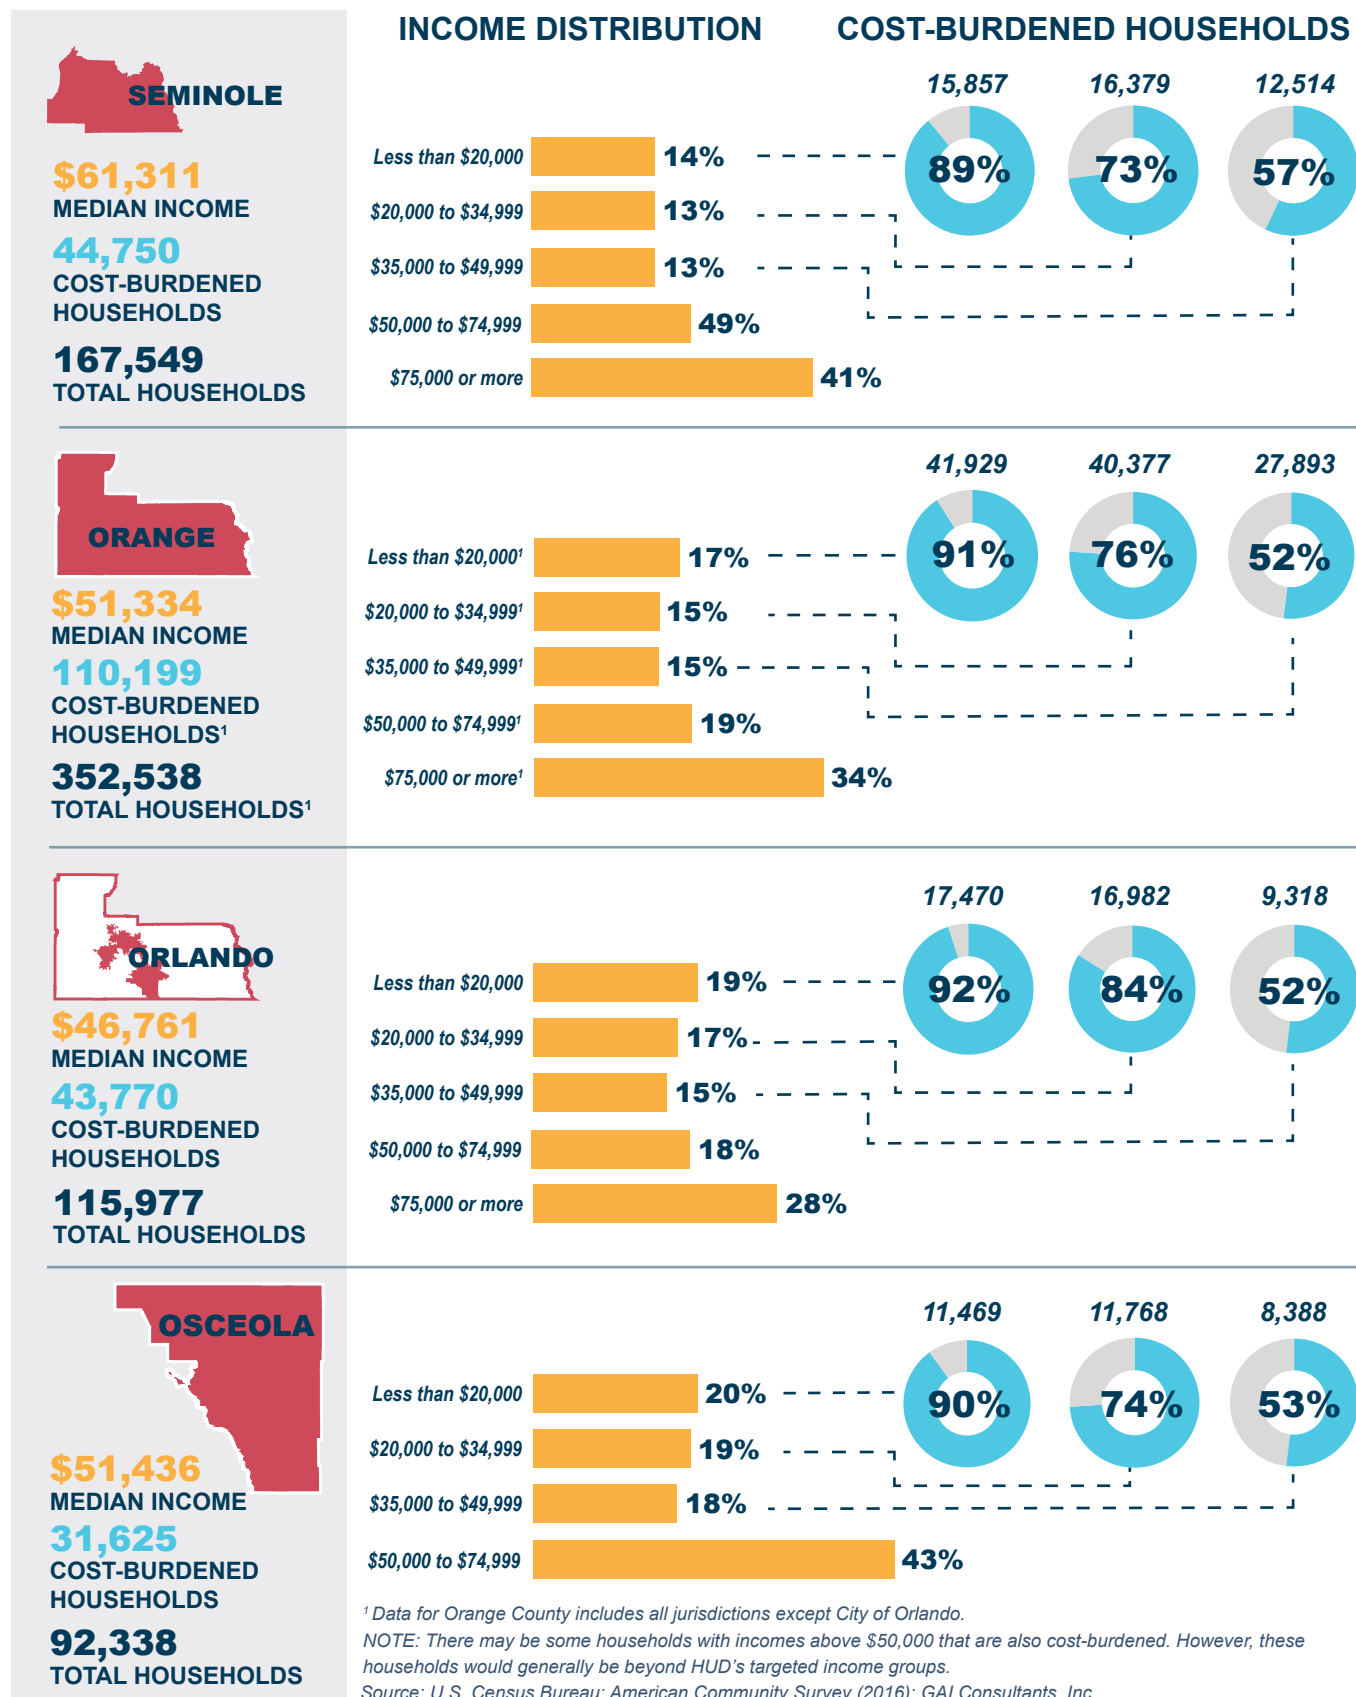 INCOME DISTRIBUTION
COST-BURDENED HOUSEHOLDS
SEMINOLE
$61,311
MEDIAN INCOME
44,750
COST-BURDENED
HOUSEHOLDS
167,549
TOTAL HOUSEHOLDS
Less than $20,000 14%
$20,000 to $34,999 13%
$35,000 to $49,999 13%
$50,000 to $74,999 49%
$75,000 or more 41%
15,857 16,379 12,514
89% 73% 57%
ORANGE
$51,334
MEDIAN INCOME
110,199
COST-BURDENED
HOUSEHOLDS¹
352,538
TOTAL HOUSEHOLDS¹
Less than $20,000¹ 17%
$20,000 to $34,999¹ 15%
$35,000 to $49,999¹ 15%
$50,000 to $74,999¹ 19%
$75,000 or more¹ 34%
41,929 40,377 27,893
91% 76% 52%
ORLANDO
$46,761
MEDIAN INCOME
43,770
COST-BURDENED
HOUSEHOLDS
115,977
TOTAL HOUSEHOLDS
Less than $20,000 19%
$20,000 to $34,999 17%
$35,000 to $49,999 15%
$50,000 to $74,999 18%
$75,000 or more 28%
17,470 16,982 9,318
92% 84% 52%
OSCEOLA
$51,436
MEDIAN INCOME
31,625
COST-BURDENED
HOUSEHOLDS
92,338
TOTAL HOUSEHOLDS
Less than $20,000 20%
$20,000 to $34,999 19%
$35,000 to $49,999 18%
$50,000 to $74,999 43%
11,469 11,768 8,388
90% 74% 53%
¹ Data for Orange County includes all jurisdictions except City of Orlando.
NOTE: There may be some households with incomes above $50,000 that are also cost-burdened. However, these
households would generally be beyond HUD's targeted income groups.
Source: U.S. Census Bureau; American Community Survey (2016); GAI Consultants, Inc.